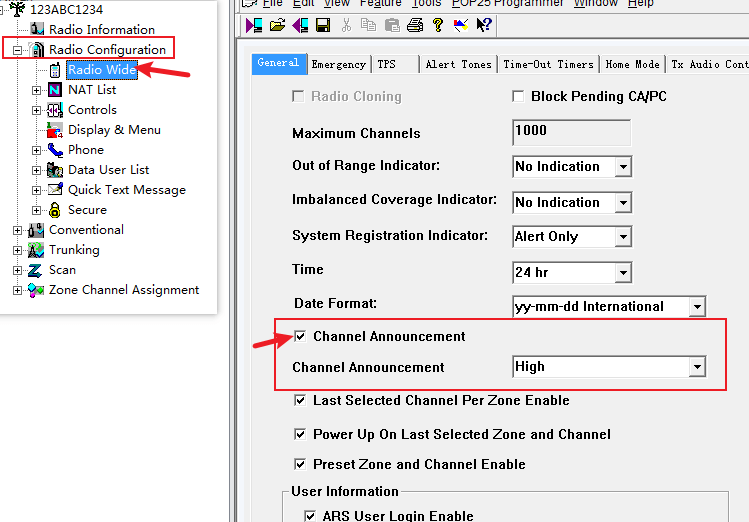 123ABC1234
Radio Information
Radio Configuration
Radio Wide
NAT List
Controls
Display & Menu
Phone
Data User List
Quick Text Message
Secure
Conventional
Trunking
Scan
Zone Channel Assignment
File Edit View Feature Tools POP25 Programmer Window Help
General Emergency TPS Alert Tones Time-Out Timers Home Mode Tx Audio Cont
Radio Cloning Block Pending CA/PC
Maximum Channels 1000
Out of Range Indicator: No Indication
Imbalanced Coverage Indicator: No Indication
System Registration Indicator: Alert Only
Time 24 hr
Date Format: yy-mm-dd International
Channel Announcement
Channel Announcement High
Last Selected Channel Per Zone Enable
Power Up On Last Selected Zone and Channel
Preset Zone and Channel Enable
User Information
ARS User Login Enable